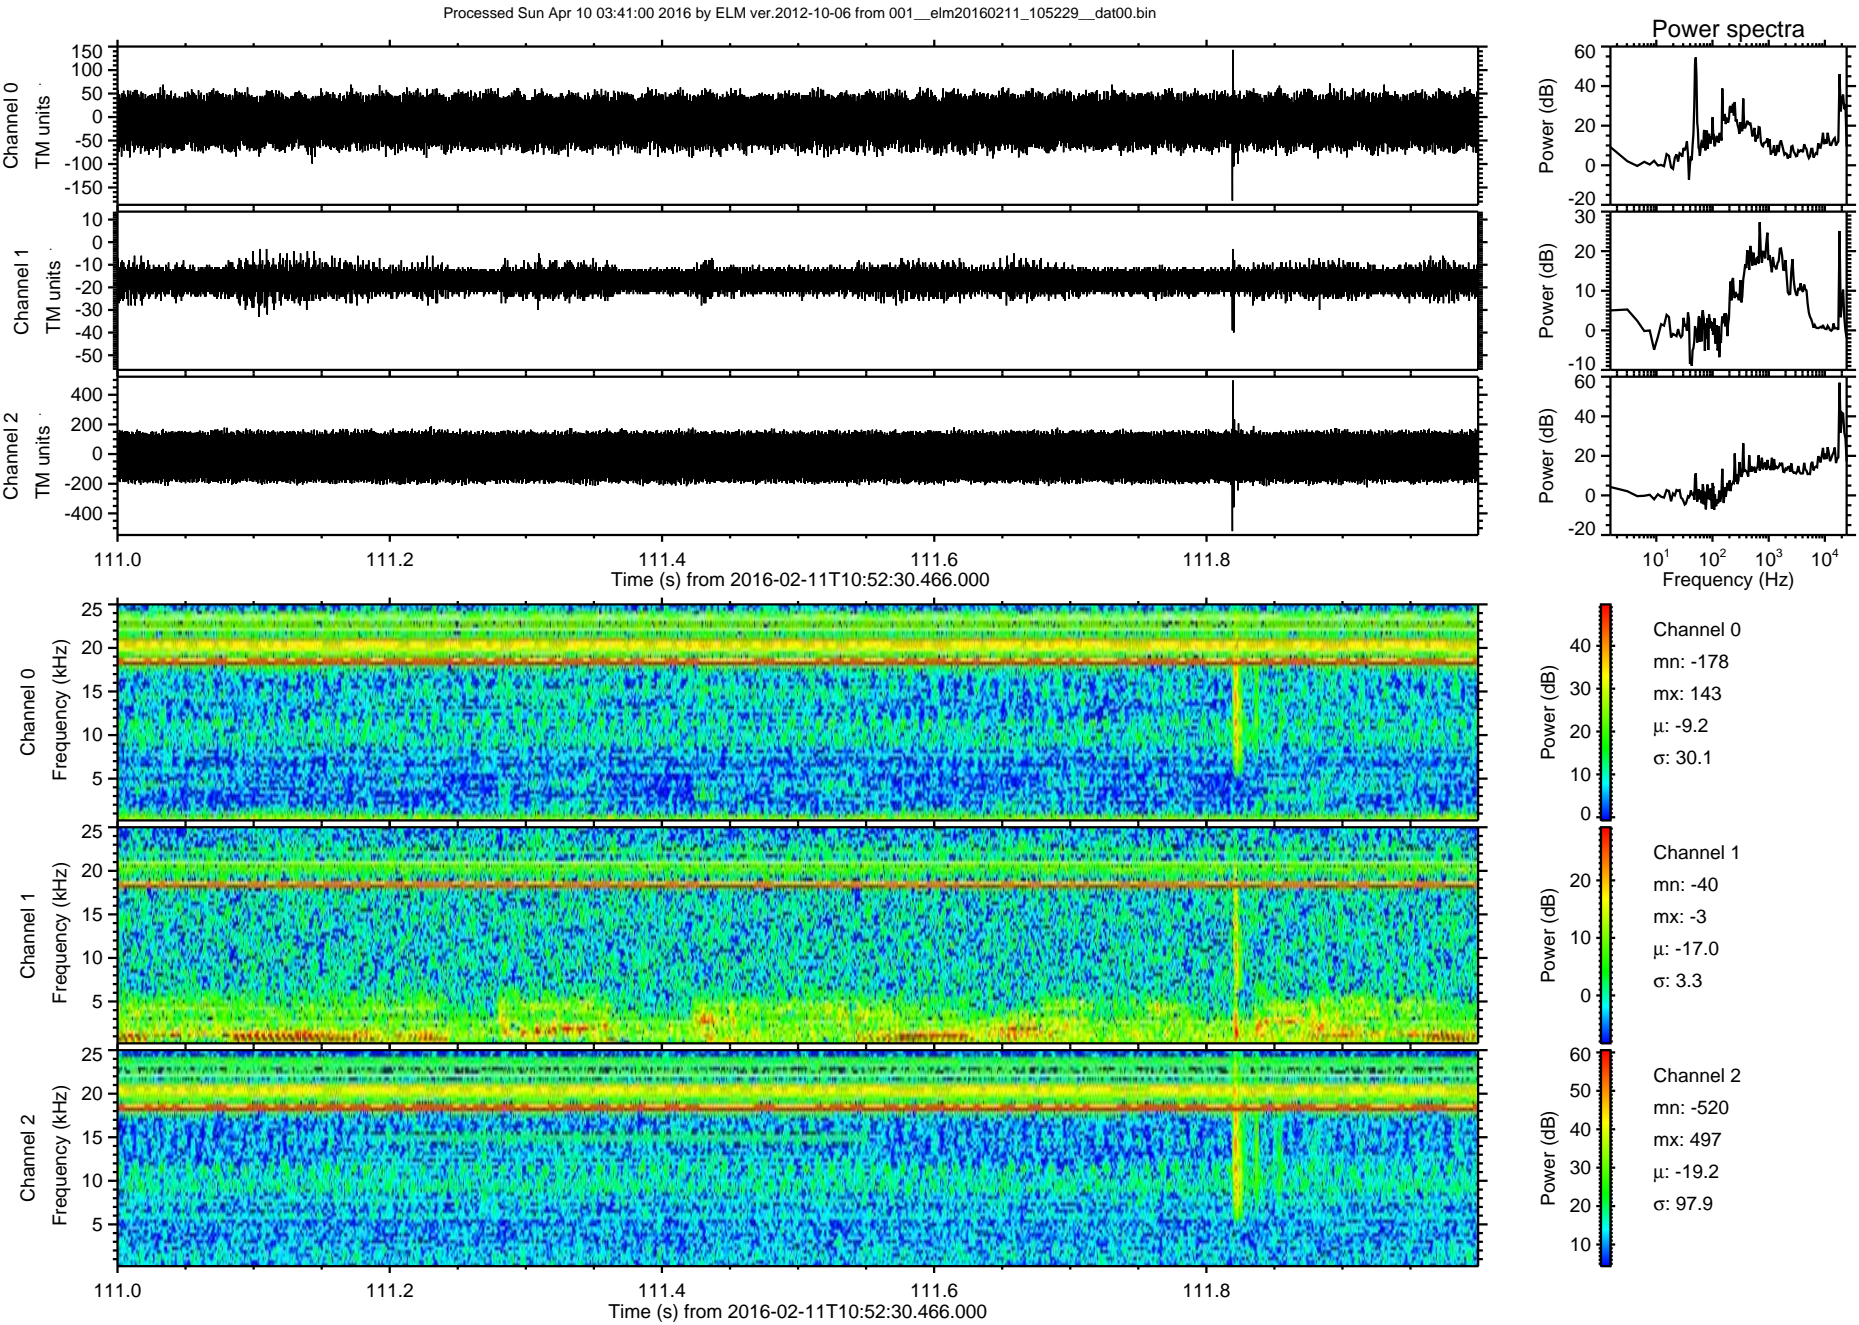 Processed Sun Apr 10 03:41:00 2016 by ELM ver.2012-10-06 from 001__elm20160211_105229__dat00.bin
Power spectra
Channel 0
TM units
150
100
50
0
-50
-100
-150
Power (dB)
60
40
20
0
-20
Channel 1
TM units
10
0
-10
-20
-30
-40
-50
Power (dB)
30
20
10
0
-10
Channel 2
TM units
400
200
0
-200
-400
Power (dB)
60
40
20
0
-20
111.0 111.2 111.4 111.6 111.8
Time (s) from 2016-02-11T10:52:30.466.000
10^1 10^2 10^3 10^4
Frequency (Hz)
Channel 0
Frequency (kHz)
25
20
15
10
5
Power (dB)
40
30
20
10
0
Channel 0
mn: -178
mx: 143
μ: -9.2
σ: 30.1
Channel 1
Frequency (kHz)
25
20
15
10
5
Power (dB)
20
10
0
Channel 1
mn: -40
mx: -3
μ: -17.0
σ: 3.3
Channel 2
Frequency (kHz)
25
20
15
10
5
Power (dB)
60
50
40
30
20
10
Channel 2
mn: -520
mx: 497
μ: -19.2
σ: 97.9
111.0 111.2 111.4 111.6 111.8
Time (s) from 2016-02-11T10:52:30.466.000